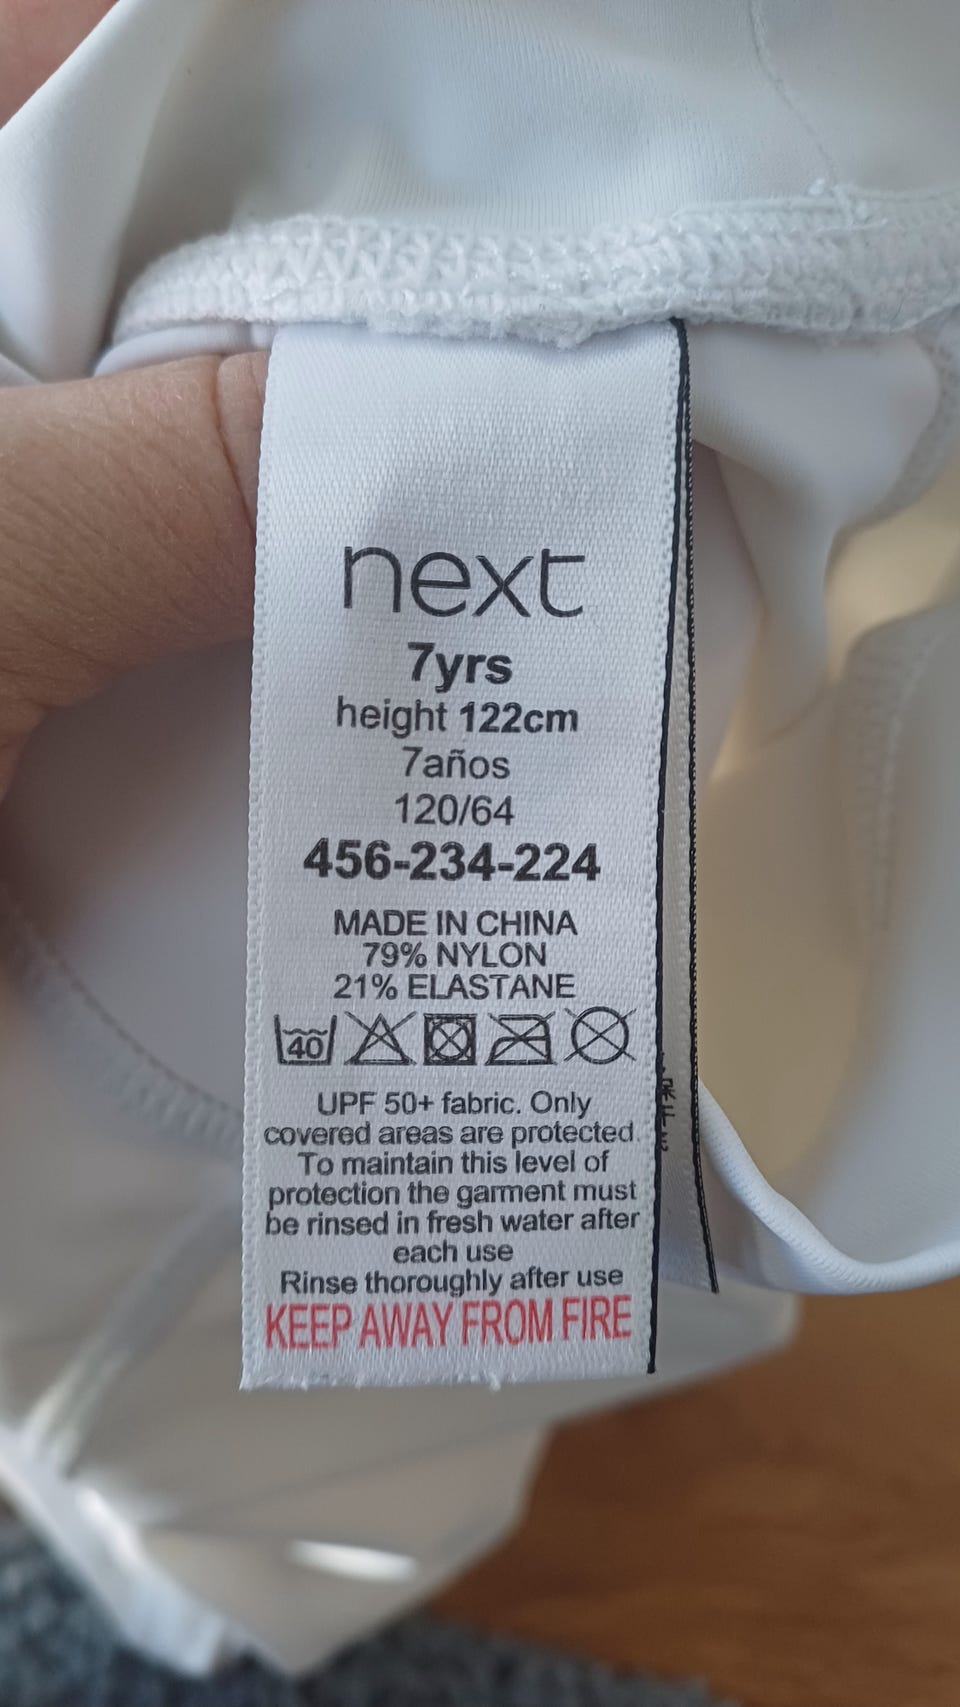 next
7yrs
height 122cm
7años
120/64
456-234-224
MADE IN CHINA
79% NYLON
21% ELASTANE
40
UPF 50+ fabric. Only
covered areas are protected.
To maintain this level of
protection the garment must
be rinsed in fresh water after
each use
Rinse thoroughly after use
KEEP AWAY FROM FIRE